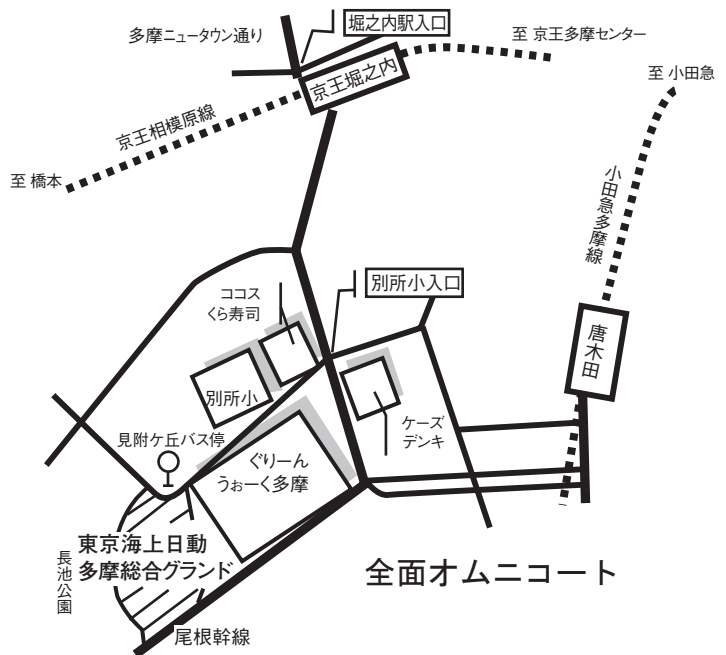 多摩ニュータウン通り
堀之内駅入口
至 京王多摩センター
京王堀之内
至 小田急
京王相模原線
至 橋本
小田急多摩線
ココス
くら寿司
別所小入口
唐木田
別所小
ケーズ
デンキ
見附ケ丘バス停
ぐりーん
うぉーく多摩
東京海上日動
多摩総合グランド
長池公園
全面オムニコート
尾根幹線